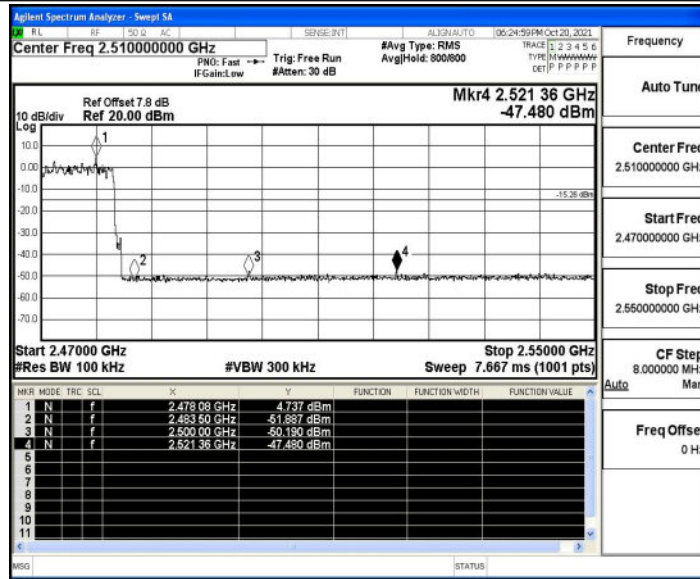 Agilent Spectrum Analyzer - Swept SA
RL RF 50 Ω AC SENSE:INT ALIGNAUTO 06:24:59 PM Oct 20, 2021
Center Freq 2.510000000 GHz
PNO: Fast Trig: Free Run #Avg Type: RMS TRACE 1 2 3 4 5 6
IFGain:Low #Atten: 30 dB Avg|Hold: 800/800 TYPE M
DET P P P P P P
Frequency
Auto Tune
Center Freq
2.510000000 GHz
Start Freq
2.470000000 GHz
Stop Freq
2.550000000 GHz
CF Step
8.000000 MHz
Auto Man
Freq Offset
0 Hz
Mkr4 2.521 36 GHz
-47.480 dBm
Ref Offset 7.8 dB
10 dB/div Ref 20.00 dBm
Log
10.0
0.00
-10.0
-20.0
-30.0
-40.0
-50.0
-60.0
-70.0
1
2
3
4
-15.26 dBm
Start 2.47000 GHz Stop 2.55000 GHz
#Res BW 100 kHz #VBW 300 kHz Sweep 7.667 ms (1001 pts)
MKR MODE TRC SCL X Y FUNCTION FUNCTION WIDTH FUNCTION VALUE
1 N f 2.478 08 GHz 4.737 dBm
2 N f 2.483 50 GHz -51.887 dBm
3 N f 2.500 00 GHz -50.190 dBm
4 N f 2.521 36 GHz -47.480 dBm
5
6
7
8
9
10
11
MSG STATUS